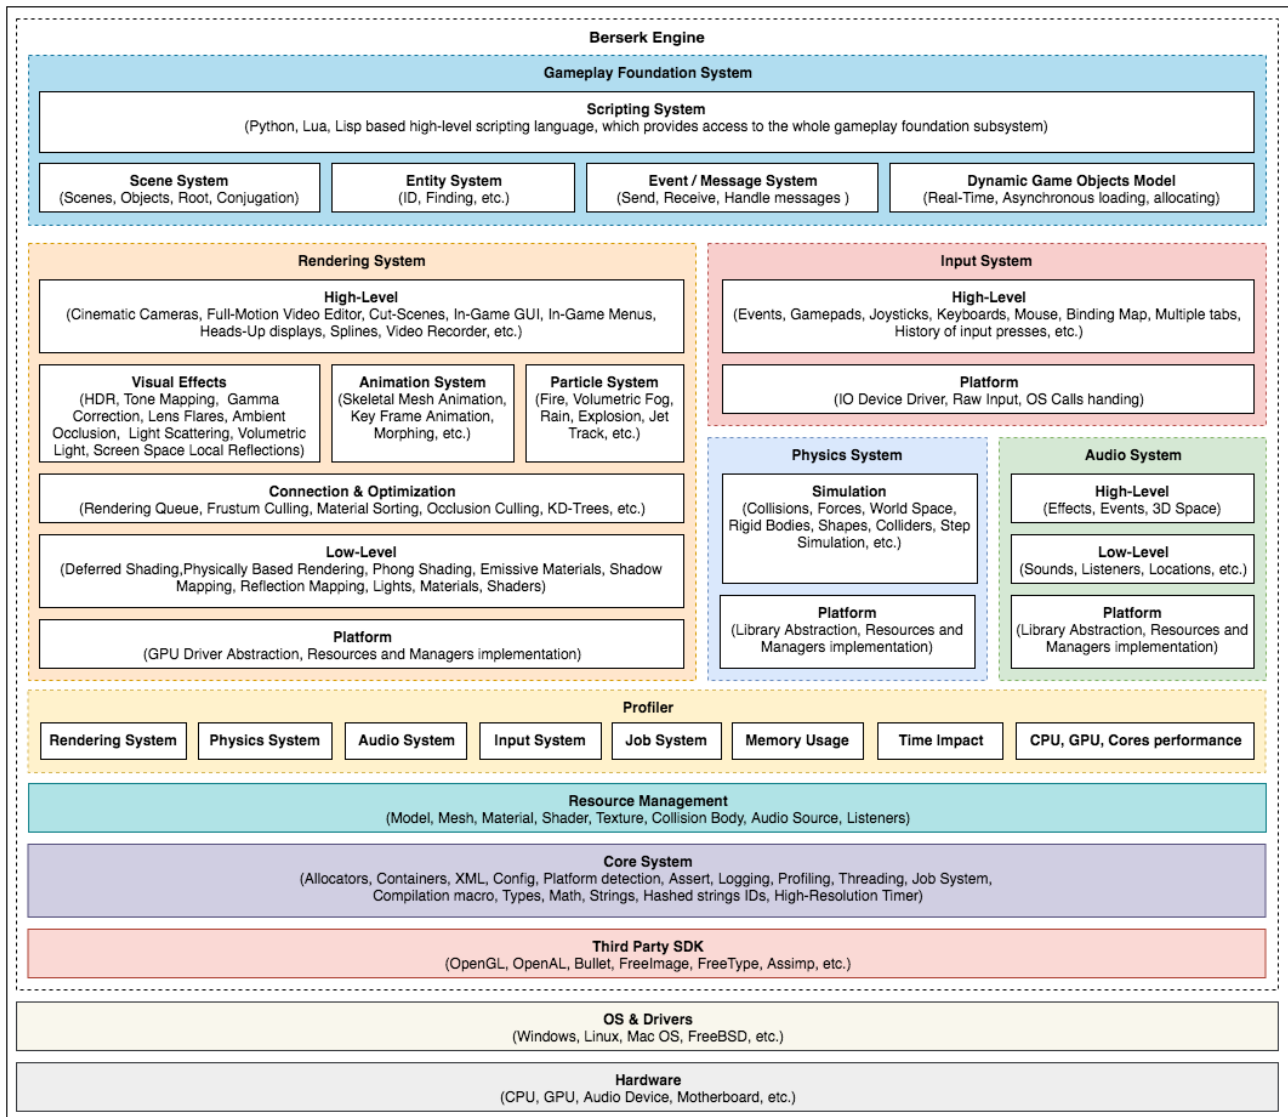 Berserk Engine
Gameplay Foundation System
Scripting System
(Python, Lua, Lisp based high-level scripting language, which provides access to the whole gameplay foundation subsystem)
Scene System
(Scenes, Objects, Root, Conjugation)
Entity System
(ID, Finding, etc.)
Event / Message System
(Send, Receive, Handle messages )
Dynamic Game Objects Model
(Real-Time, Asynchronous loading, allocating)
Rendering System
High-Level
(Cinematic Cameras, Full-Motion Video Editor, Cut-Scenes, In-Game GUI, In-Game Menus,
Heads-Up displays, Splines, Video Recorder, etc.)
Visual Effects
(HDR, Tone Mapping, Gamma
Correction, Lens Flares, Ambient
Occlusion, Light Scattering, Volumetric
Light, Screen Space Local Reflections)
Animation System
(Skeletal Mesh Animation,
Key Frame Animation,
Morphing, etc.)
Particle System
(Fire, Volumetric Fog,
Rain, Explosion, Jet
Track, etc.)
Connection & Optimization
(Rendering Queue, Frustum Culling, Material Sorting, Occlusion Culling, KD-Trees, etc.)
Low-Level
(Deferred Shading,Physically Based Rendering, Phong Shading, Emissive Materials, Shadow
Mapping, Reflection Mapping, Lights, Materials, Shaders)
Platform
(GPU Driver Abstraction, Resources and Managers implementation)
Input System
High-Level
(Events, Gamepads, Joysticks, Keyboards, Mouse, Binding Map, Multiple tabs,
History of input presses, etc.)
Platform
(IO Device Driver, Raw Input, OS Calls handing)
Physics System
Simulation
(Collisions, Forces, World Space,
Rigid Bodies, Shapes, Colliders, Step
Simulation, etc.)
Platform
(Library Abstraction, Resources and
Managers implementation)
Audio System
High-Level
(Effects, Events, 3D Space)
Low-Level
(Sounds, Listeners, Locations, etc.)
Platform
(Library Abstraction, Resources and
Managers implementation)
Profiler
Rendering System
Physics System
Audio System
Input System
Job System
Memory Usage
Time Impact
CPU, GPU, Cores performance
Resource Management
(Model, Mesh, Material, Shader, Texture, Collision Body, Audio Source, Listeners)
Core System
(Allocators, Containers, XML, Config, Platform detection, Assert, Logging, Profiling, Threading, Job System,
Compilation macro, Types, Math, Strings, Hashed strings IDs, High-Resolution Timer)
Third Party SDK
(OpenGL, OpenAL, Bullet, FreeImage, FreeType, Assimp, etc.)
OS & Drivers
(Windows, Linux, Mac OS, FreeBSD, etc.)
Hardware
(CPU, GPU, Audio Device, Motherboard, etc.)